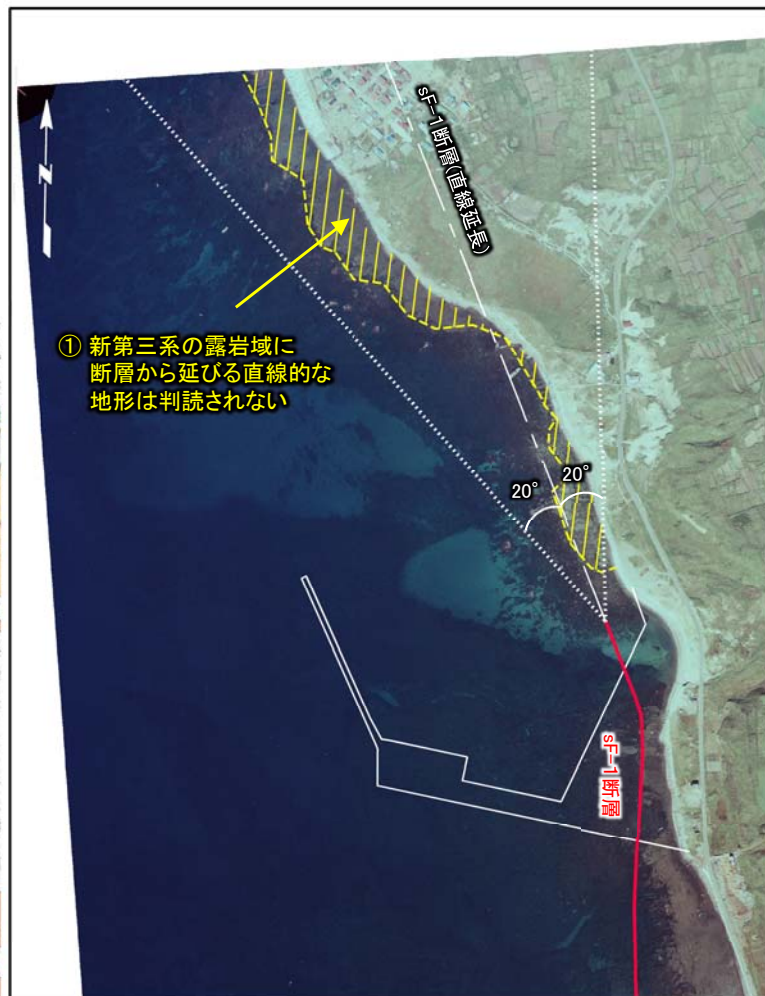 sF-1断層(直線延長)
N
① 新第三系の露岩域に
断層から延びる直線的な
地形は判読されない
20°
20°
sF-1断層